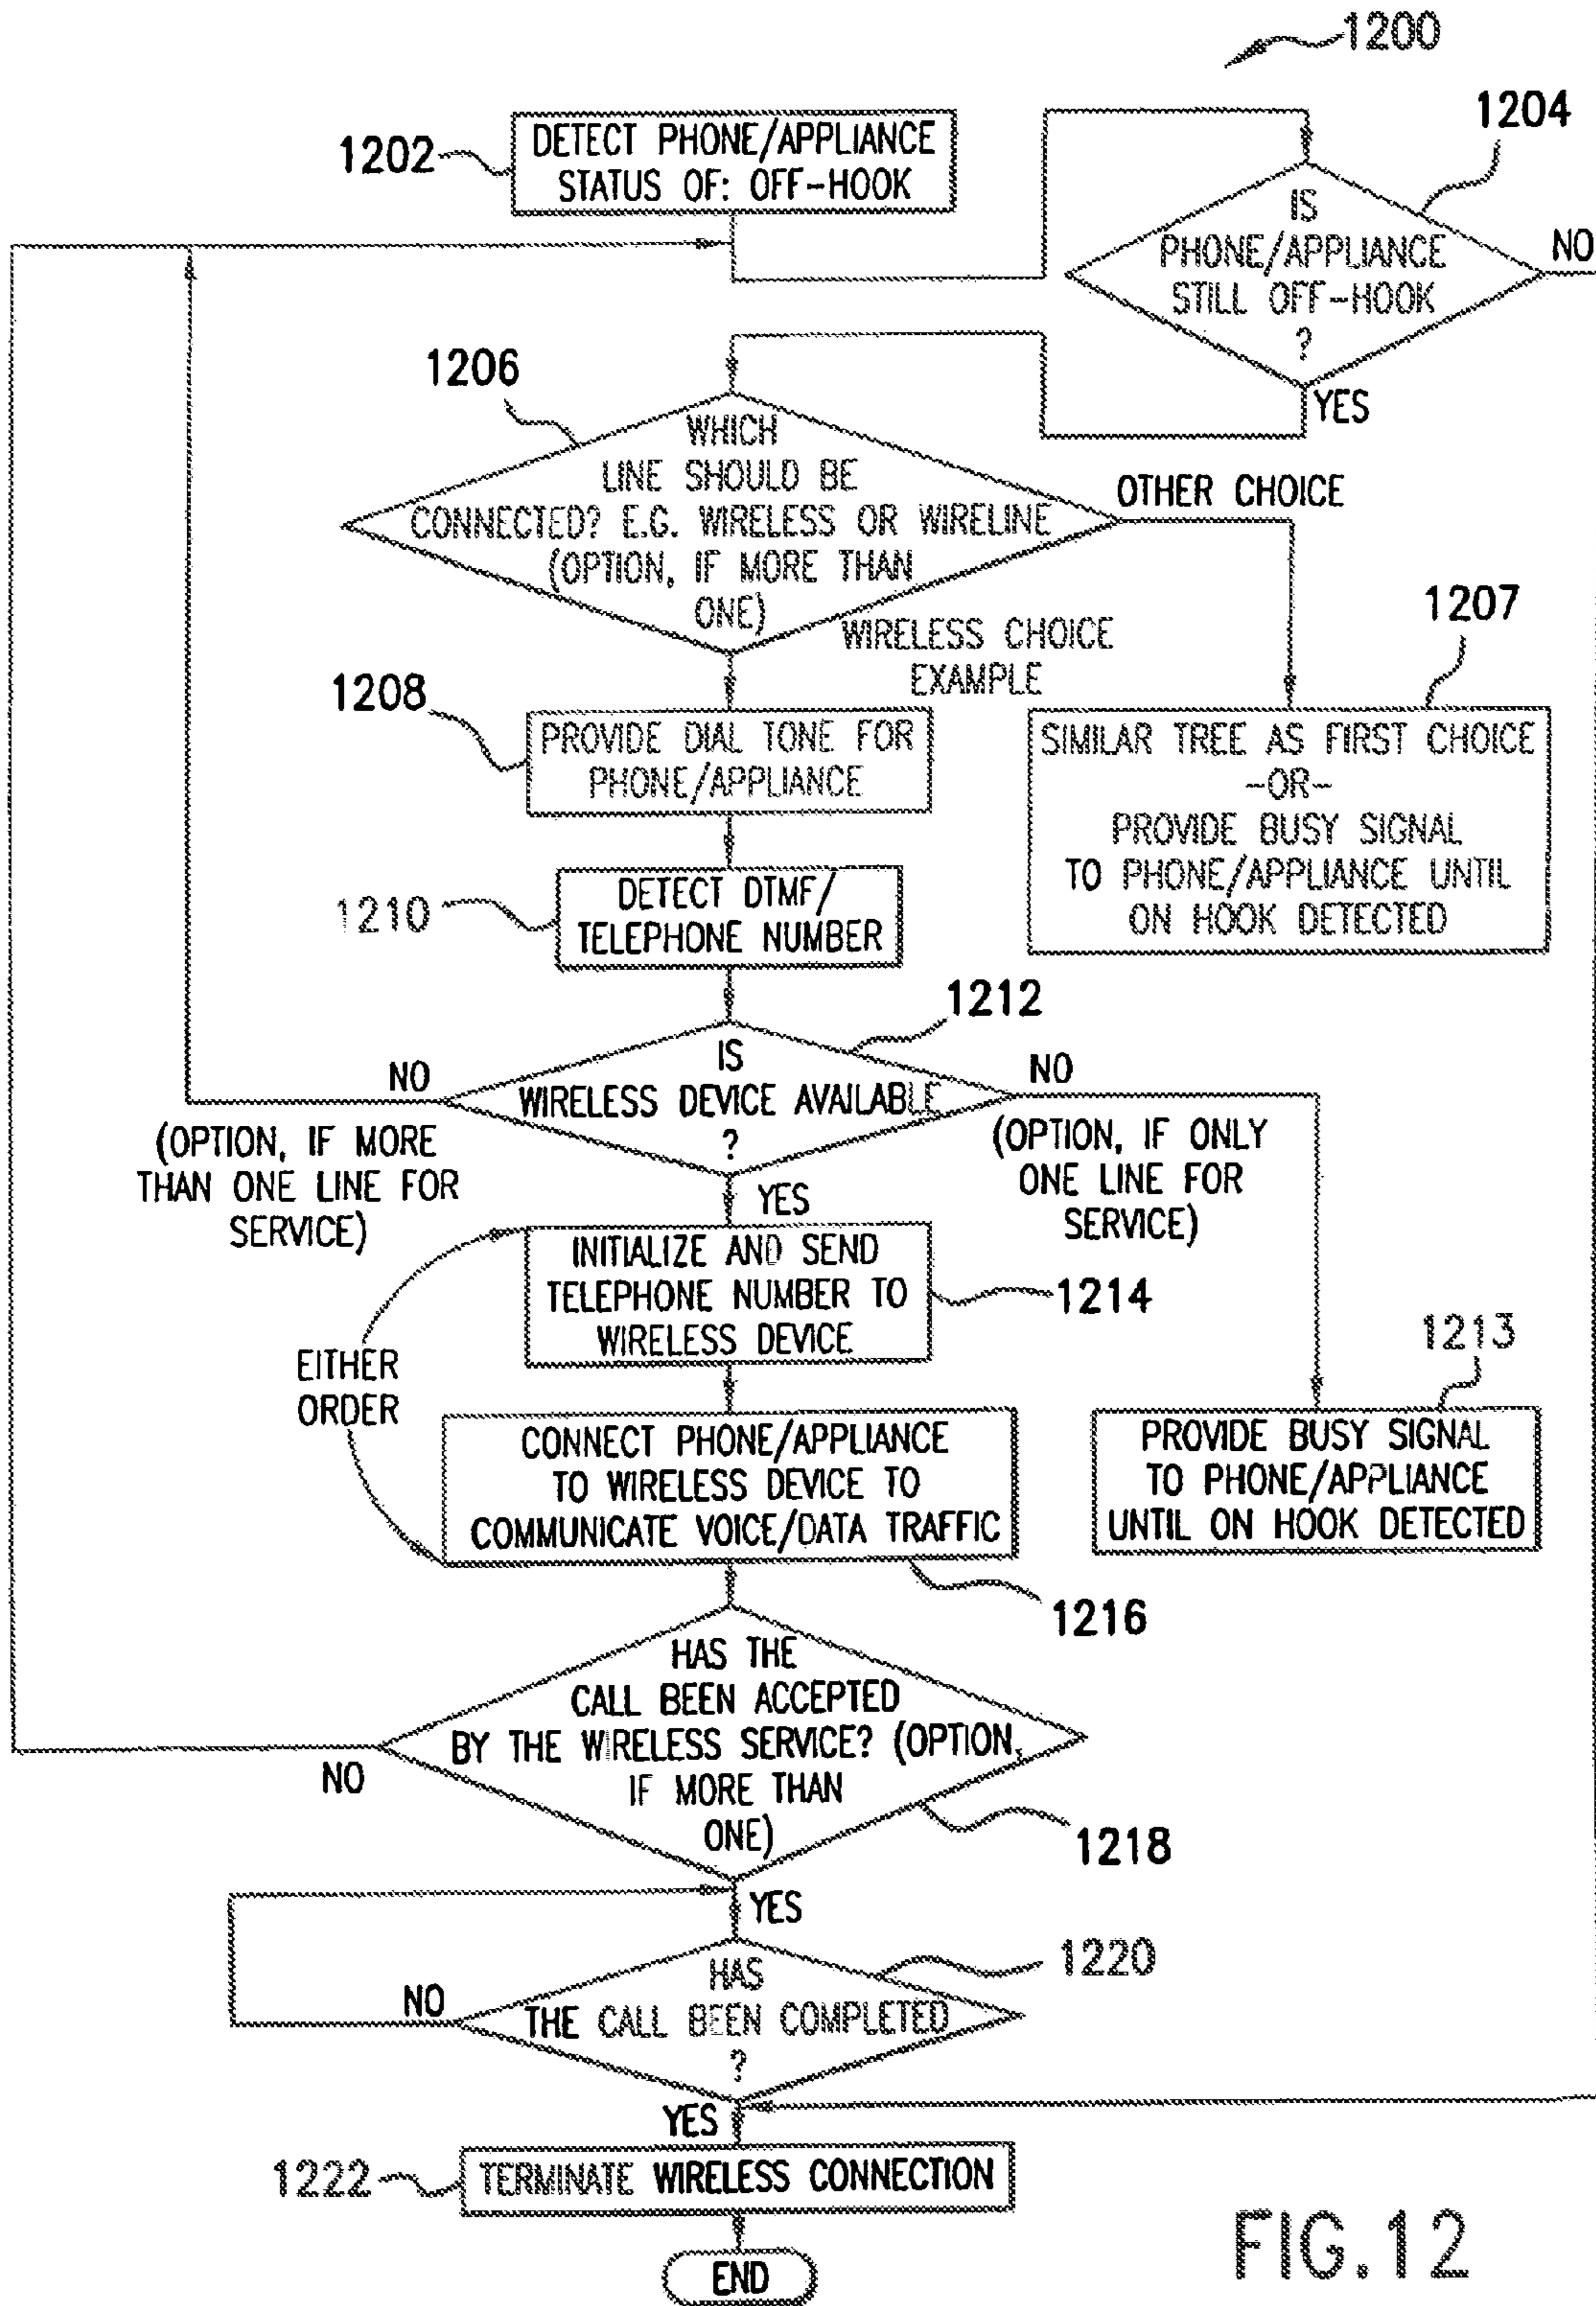 1200
1202
DETECT PHONE/APPLIANCE
STATUS OF: OFF-HOOK
1204
IS
PHONE/APPLIANCE
STILL OFF-HOOK
?
NO
YES
1206
WHICH
LINE SHOULD BE
CONNECTED? E.G. WIRELESS OR WIRELINE
(OPTION, IF MORE THAN
ONE)
OTHER CHOICE
WIRELESS CHOICE
EXAMPLE
1207
SIMILAR TREE AS FIRST CHOICE
-OR-
PROVIDE BUSY SIGNAL
TO PHONE/APPLIANCE UNTIL
ON HOOK DETECTED
1208
PROVIDE DIAL TONE FOR
PHONE/APPLIANCE
1210
DETECT DTMF/
TELEPHONE NUMBER
1212
IS
WIRELESS DEVICE AVAILABLE
?
NO
(OPTION, IF MORE
THAN ONE LINE FOR
SERVICE)
NO
(OPTION, IF ONLY
ONE LINE FOR
SERVICE)
YES
INITIALIZE AND SEND
TELEPHONE NUMBER TO
WIRELESS DEVICE
1214
EITHER
ORDER
1213
PROVIDE BUSY SIGNAL
TO PHONE/APPLIANCE
UNTIL ON HOOK DETECTED
CONNECT PHONE/APPLIANCE
TO WIRELESS DEVICE TO
COMMUNICATE VOICE/DATA TRAFFIC
1216
HAS THE
CALL BEEN ACCEPTED
BY THE WIRELESS SERVICE? (OPTION,
IF MORE THAN
ONE)
NO
1218
YES
1220
HAS
THE CALL BEEN COMPLETED
?
NO
YES
1222
TERMINATE WIRELESS CONNECTION
END
FIG.12